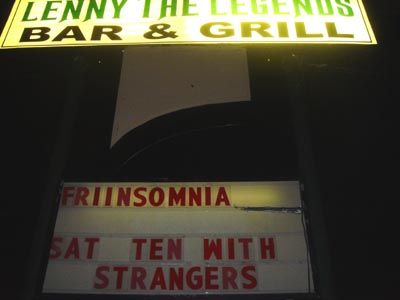 LENNY THE LEGENDS
BAR & GRILL
FRIINSOMNIA
SAT TEN WITH
STRANGERS